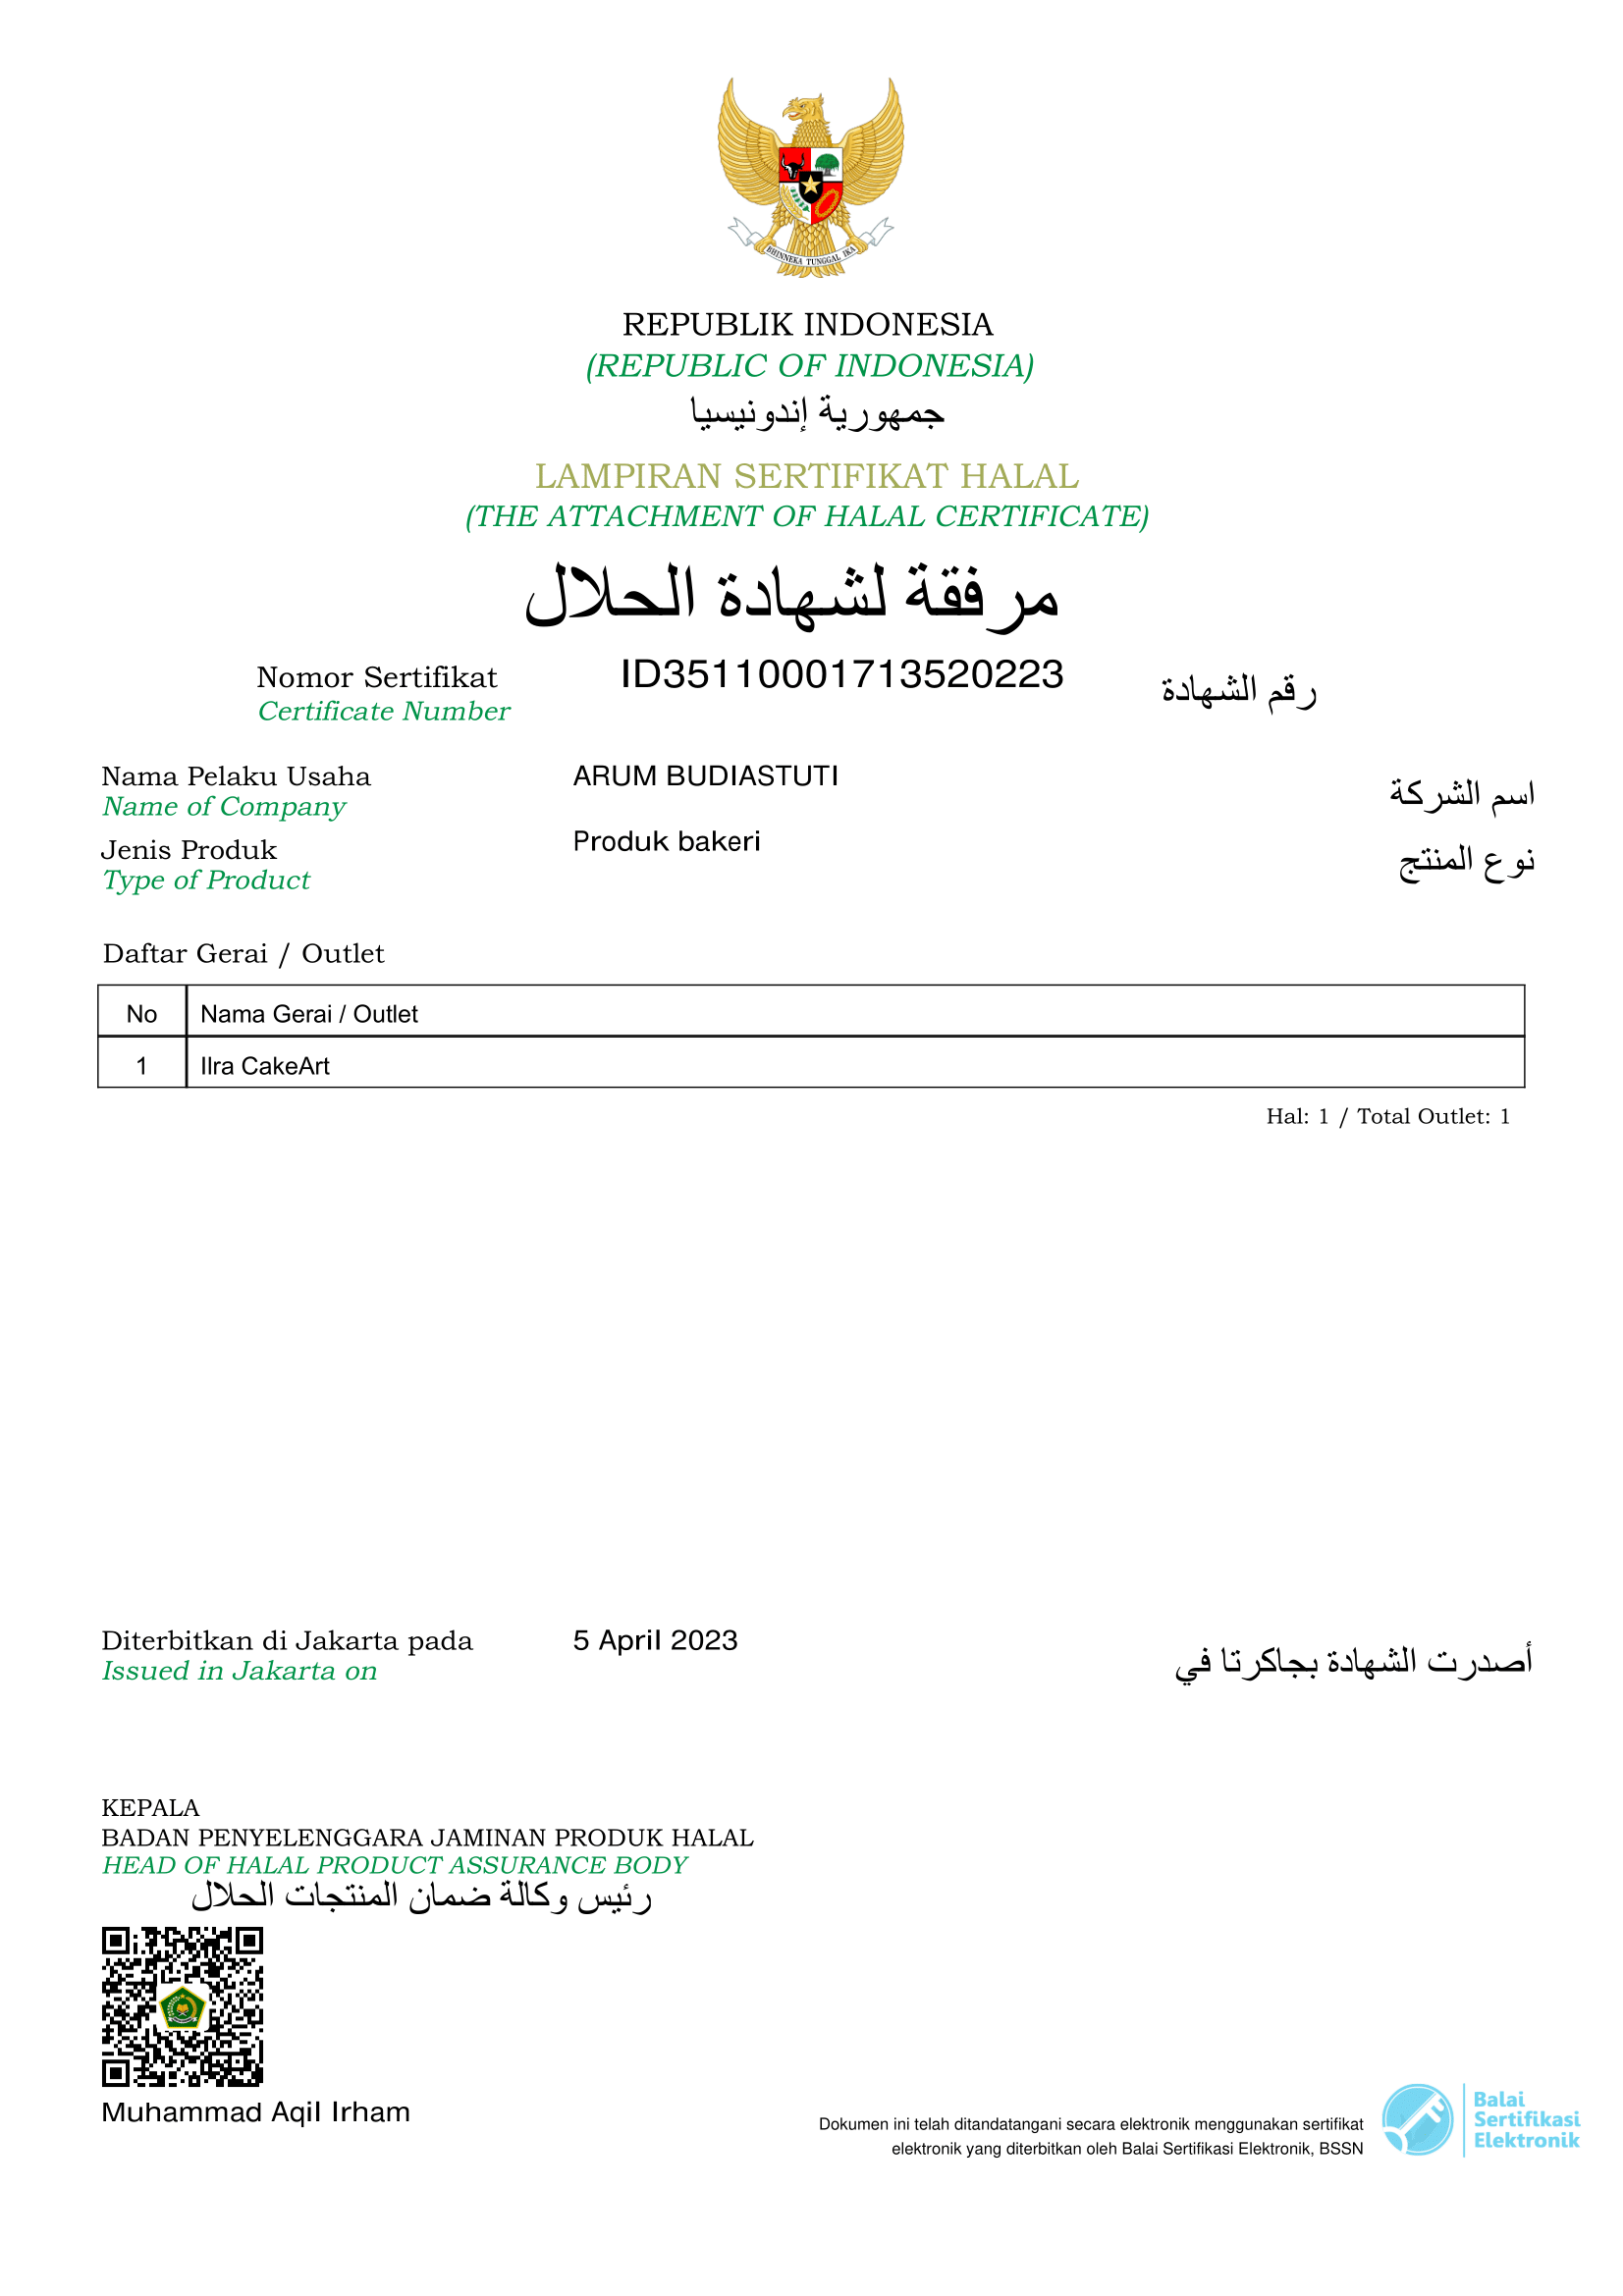 BHINNEKA TUNGGAL IKA
REPUBLIK INDONESIA
(REPUBLIC OF INDONESIA)
جمهورية إندونيسيا
LAMPIRAN SERTIFIKAT HALAL
(THE ATTACHMENT OF HALAL CERTIFICATE)
مرفقة لشهادة الحلال
Nomor Sertifikat ID35110001713520223 رقم الشهادة
Certificate Number
Nama Pelaku Usaha ARUM BUDIASTUTI اسم الشركة
Name of Company
Jenis Produk Produk bakeri نوع المنتج
Type of Product
Daftar Gerai / Outlet
No Nama Gerai / Outlet
1 Ilra CakeArt
Hal: 1 / Total Outlet: 1
Diterbitkan di Jakarta pada 5 April 2023 أصدرت الشهادة بجاكرتا في
Issued in Jakarta on
KEPALA
BADAN PENYELENGGARA JAMINAN PRODUK HALAL
HEAD OF HALAL PRODUCT ASSURANCE BODY
رئيس وكالة ضمان المنتجات الحلال
Muhammad Aqil Irham
Dokumen ini telah ditandatangani secara elektronik menggunakan sertifikat
elektronik yang diterbitkan oleh Balai Sertifikasi Elektronik, BSSN
Balai
Sertifikasi
Elektronik